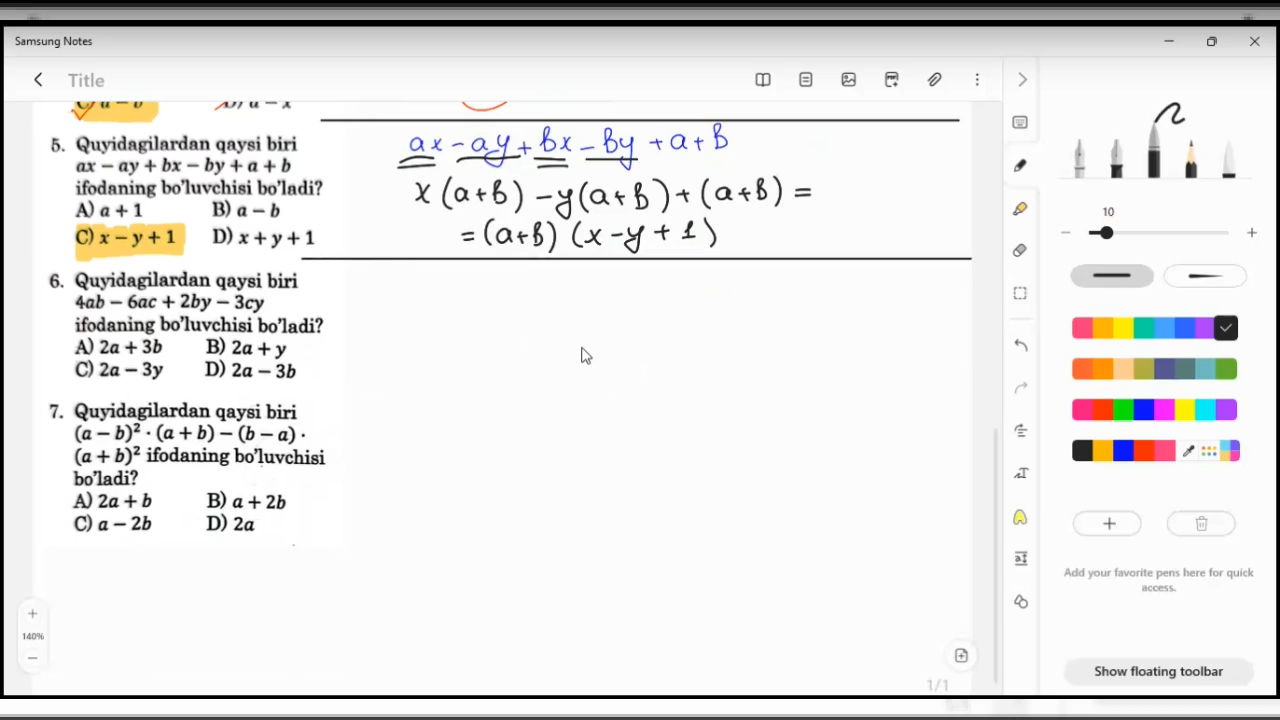 Samsung Notes
Title
C) a − b
D) a − x
5. Quyidagilardan qaysi biri
ax − ay + bx − by + a + b
ifodaning bo'luvchisi bo'ladi?
A) a + 1 B) a − b
C) x − y + 1 D) x + y + 1
ax − ay + bx − by + a + b
x (a+b) − y(a+b) + (a+b) =
= (a+b) (x − y + 1)
6. Quyidagilardan qaysi biri
4ab − 6ac + 2by − 3cy
ifodaning bo'luvchisi bo'ladi?
A) 2a + 3b B) 2a + y
C) 2a − 3y D) 2a − 3b
7. Quyidagilardan qaysi biri
(a − b)² · (a + b) − (b − a) ·
(a + b)² ifodaning bo'luvchisi
bo'ladi?
A) 2a + b B) a + 2b
C) a − 2b D) 2a
140%
1/1
10
Add your favorite pens here for quick
access.
Show floating toolbar